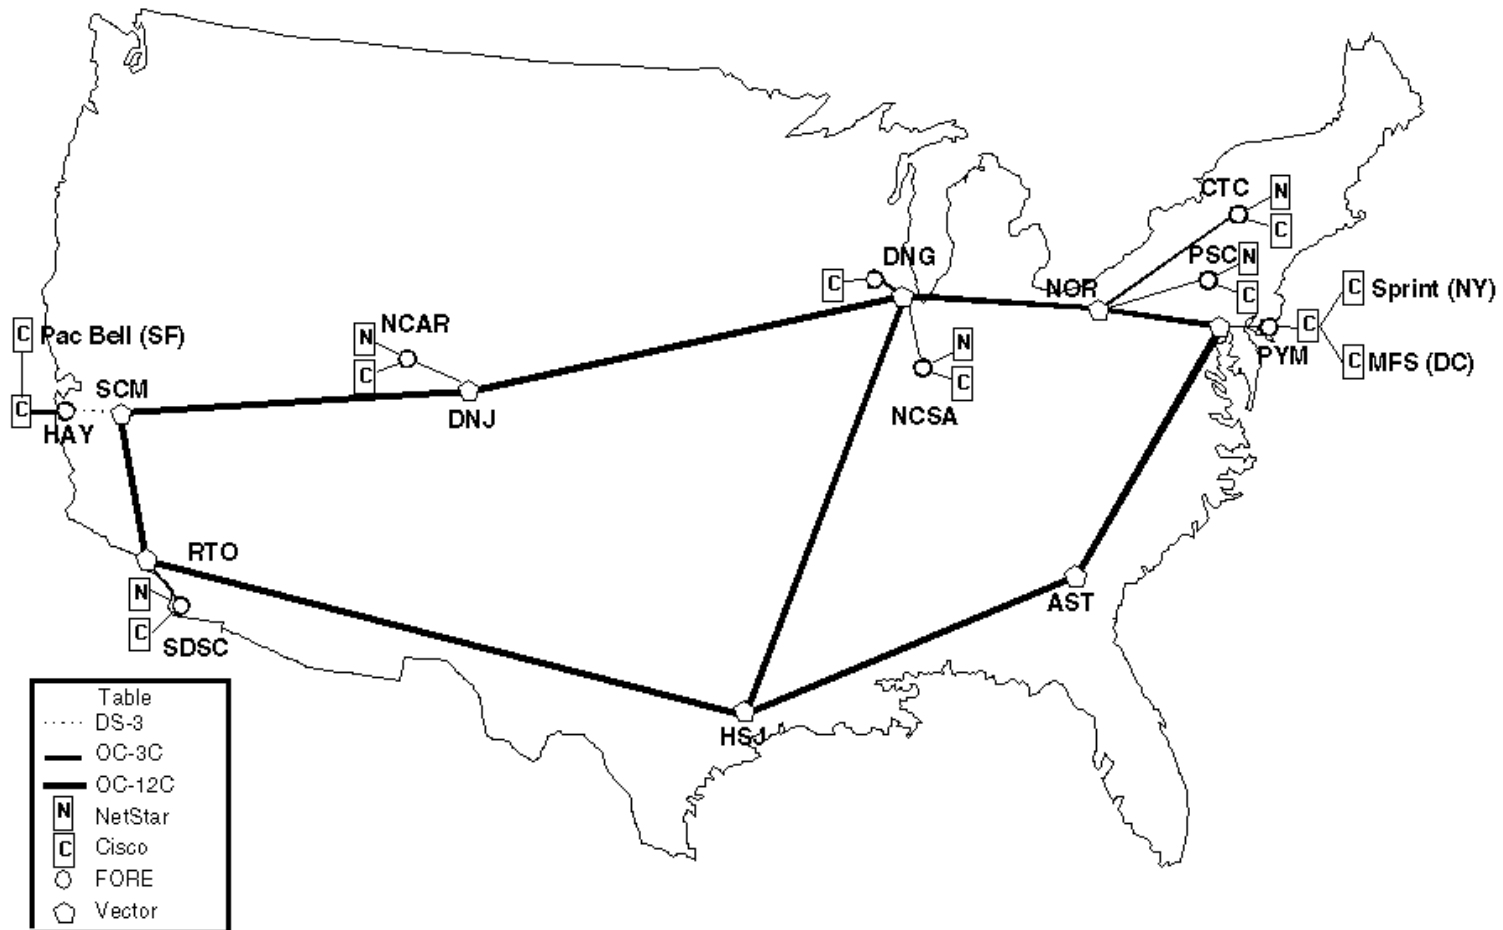 CTC
N
C
PSC
N
C
DNG
C
NOR
C Sprint (NY)
C
C MFS (DC)
PYM
C Pac Bell (SF)
NCAR
N
C
SCM
C
HAY
DNJ
N
C
NCSA
RTO
N
C
SDSC
AST
HSJ
Table
DS-3
OC-3C
OC-12C
N NetStar
C Cisco
FORE
Vector